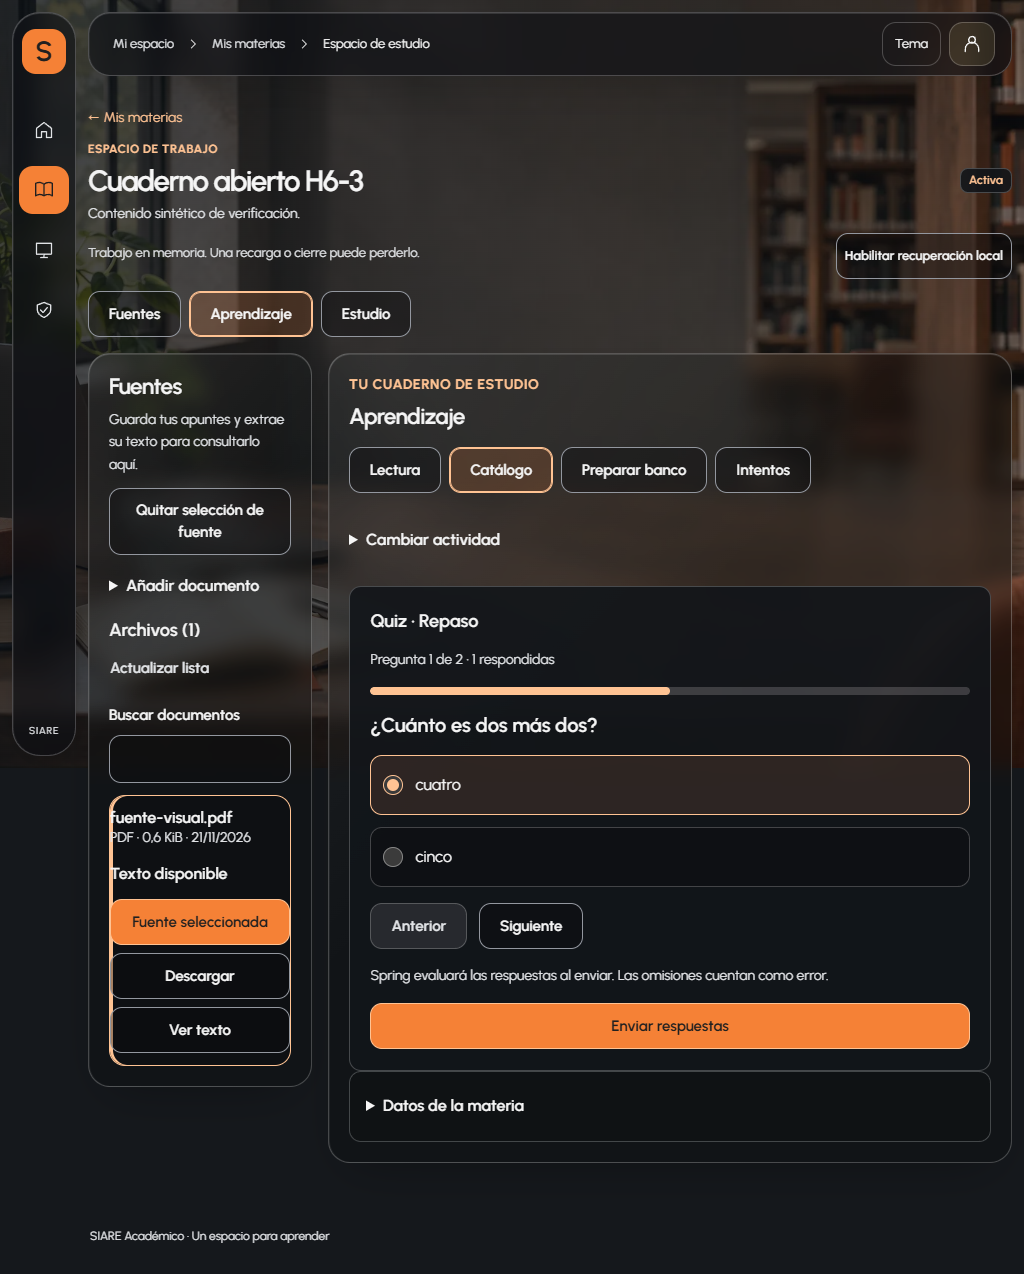 S
Mi espacio > Mis materias > Espacio de estudio
Tema
← Mis materias
ESPACIO DE TRABAJO
Cuaderno abierto H6-3
Activa
Contenido sintético de verificación.
Trabajo en memoria. Una recarga o cierre puede perderlo.
Habilitar recuperación local
Fuentes
Aprendizaje
Estudio
Fuentes
Guarda tus apuntes y extrae
su texto para consultarlo
aquí.
Quitar selección de
fuente
Añadir documento
Archivos (1)
Actualizar lista
Buscar documentos
fuente-visual.pdf
PDF · 0,6 KiB · 21/11/2026
Texto disponible
Fuente seleccionada
Descargar
Ver texto
TU CUADERNO DE ESTUDIO
Aprendizaje
Lectura
Catálogo
Preparar banco
Intentos
Cambiar actividad
Quiz · Repaso
Pregunta 1 de 2 · 1 respondidas
¿Cuánto es dos más dos?
cuatro
cinco
Anterior
Siguiente
Spring evaluará las respuestas al enviar. Las omisiones cuentan como error.
Enviar respuestas
Datos de la materia
SIARE
SIARE Académico · Un espacio para aprender